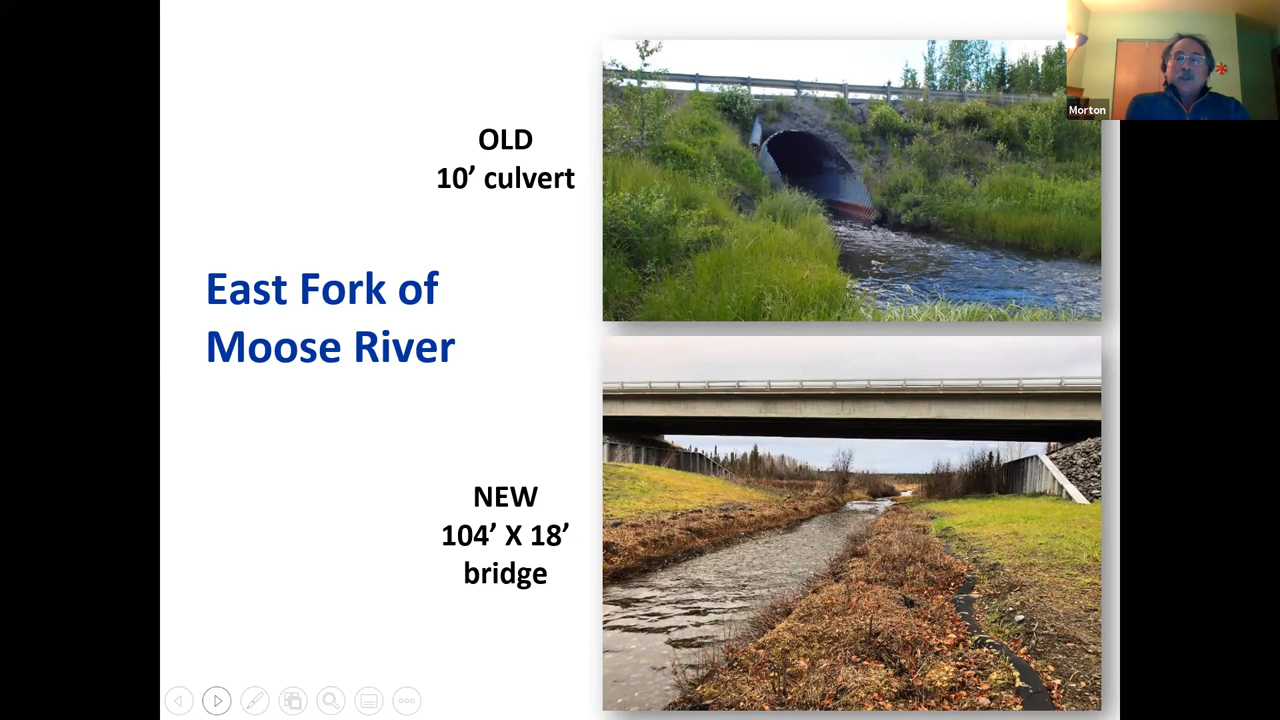 OLD
10’ culvert
East Fork of
Moose River
NEW
104’ X 18’
bridge
Morton